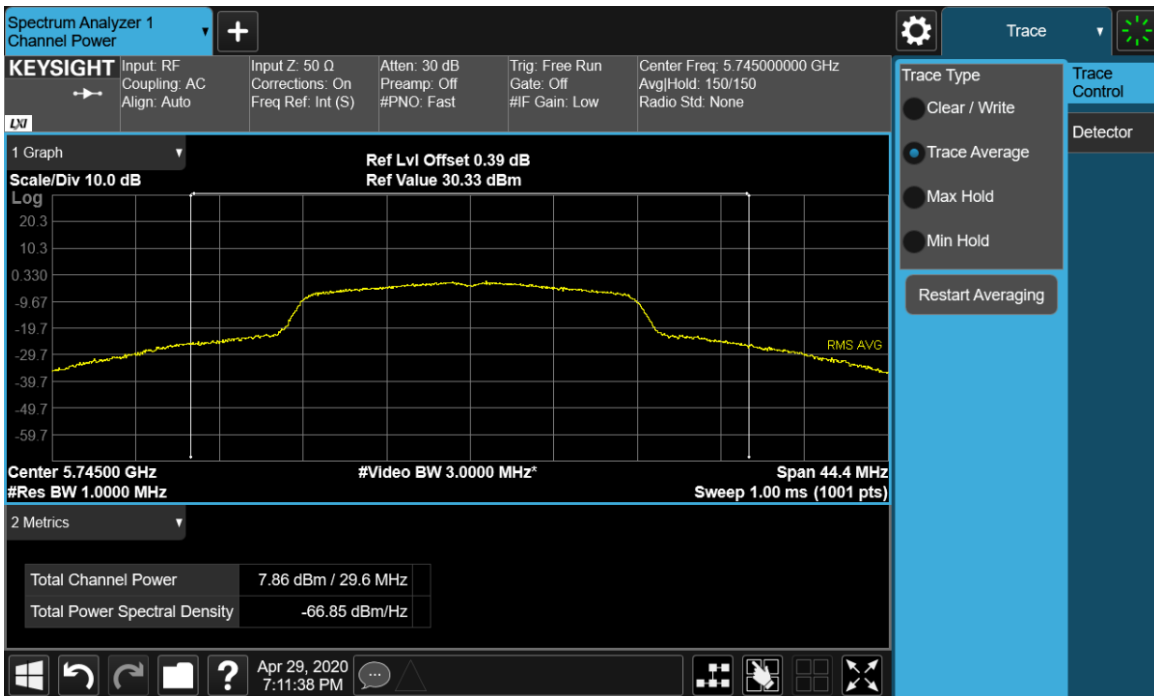 Spectrum Analyzer 1
Channel Power
+
Trace
KEYSIGHT
Input: RF
Coupling: AC
Align: Auto
Input Z: 50 Ω
Corrections: On
Freq Ref: Int (S)
Atten: 30 dB
Preamp: Off
#PNO: Fast
Trig: Free Run
Gate: Off
#IF Gain: Low
Center Freq: 5.745000000 GHz
Avg|Hold: 150/150
Radio Std: None
LXI
Trace Type
Clear / Write
Trace Average
Max Hold
Min Hold
Restart Averaging
Trace
Control
Detector
1 Graph
Ref Lvl Offset 0.39 dB
Scale/Div 10.0 dB
Ref Value 30.33 dBm
Log
20.3
10.3
0.330
-9.67
-19.7
-29.7
-39.7
-49.7
-59.7
RMS AVG
Center 5.74500 GHz
#Video BW 3.0000 MHz*
Span 44.4 MHz
#Res BW 1.0000 MHz
Sweep 1.00 ms (1001 pts)
2 Metrics
Total Channel Power
7.86 dBm / 29.6 MHz
Total Power Spectral Density
-66.85 dBm/Hz
?
Apr 29, 2020
7:11:38 PM